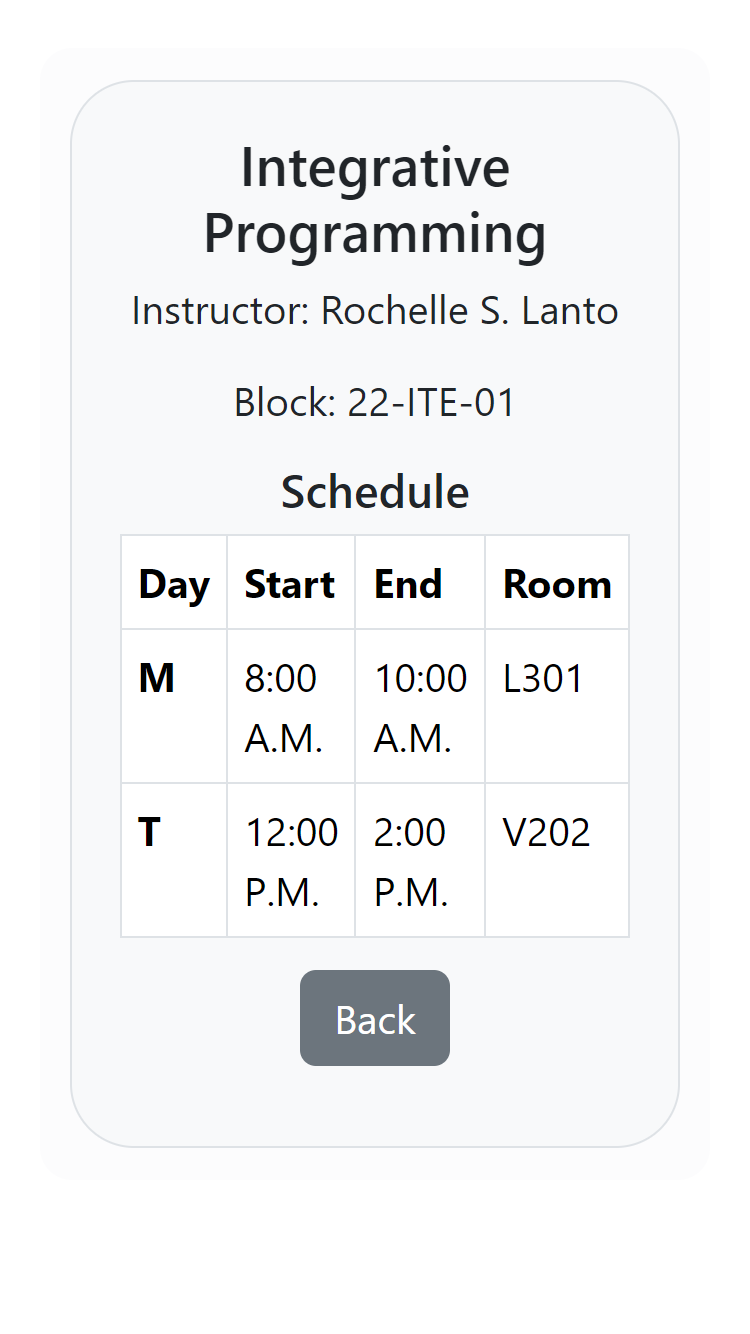 Integrative
Programming
Instructor: Rochelle S. Lanto
Block: 22-ITE-01
Schedule
Day Start End Room
M 8:00 10:00 L301
A.M. A.M.
T 12:00 2:00 V202
P.M. P.M.
Back